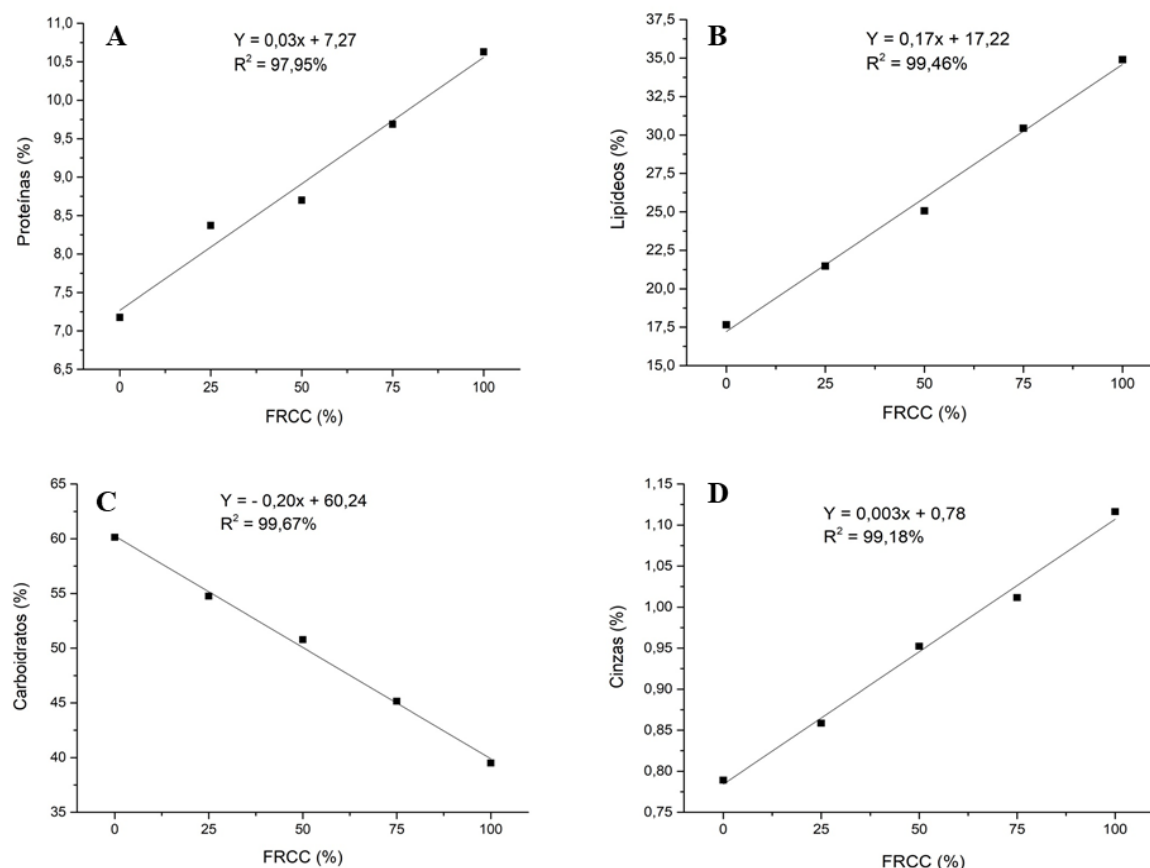 A
Y = 0,03x + 7,27
R² = 97,95%
Proteínas (%)
11,0
10,5
10,0
9,5
9,0
8,5
8,0
7,5
7,0
6,5
0 25 50 75 100
FRCC (%)
B
Y = 0,17x + 17,22
R² = 99,46%
Lipídeos (%)
37,5
35,0
32,5
30,0
27,5
25,0
22,5
20,0
17,5
15,0
0 25 50 75 100
FRCC (%)
C
Y = - 0,20x + 60,24
R² = 99,67%
Carboidratos (%)
65
60
55
50
45
40
35
0 25 50 75 100
FRCC (%)
D
Y = 0,003x + 0,78
R² = 99,18%
Cinzas (%)
1,15
1,10
1,05
1,00
0,95
0,90
0,85
0,80
0,75
0 25 50 75 100
FRCC (%)